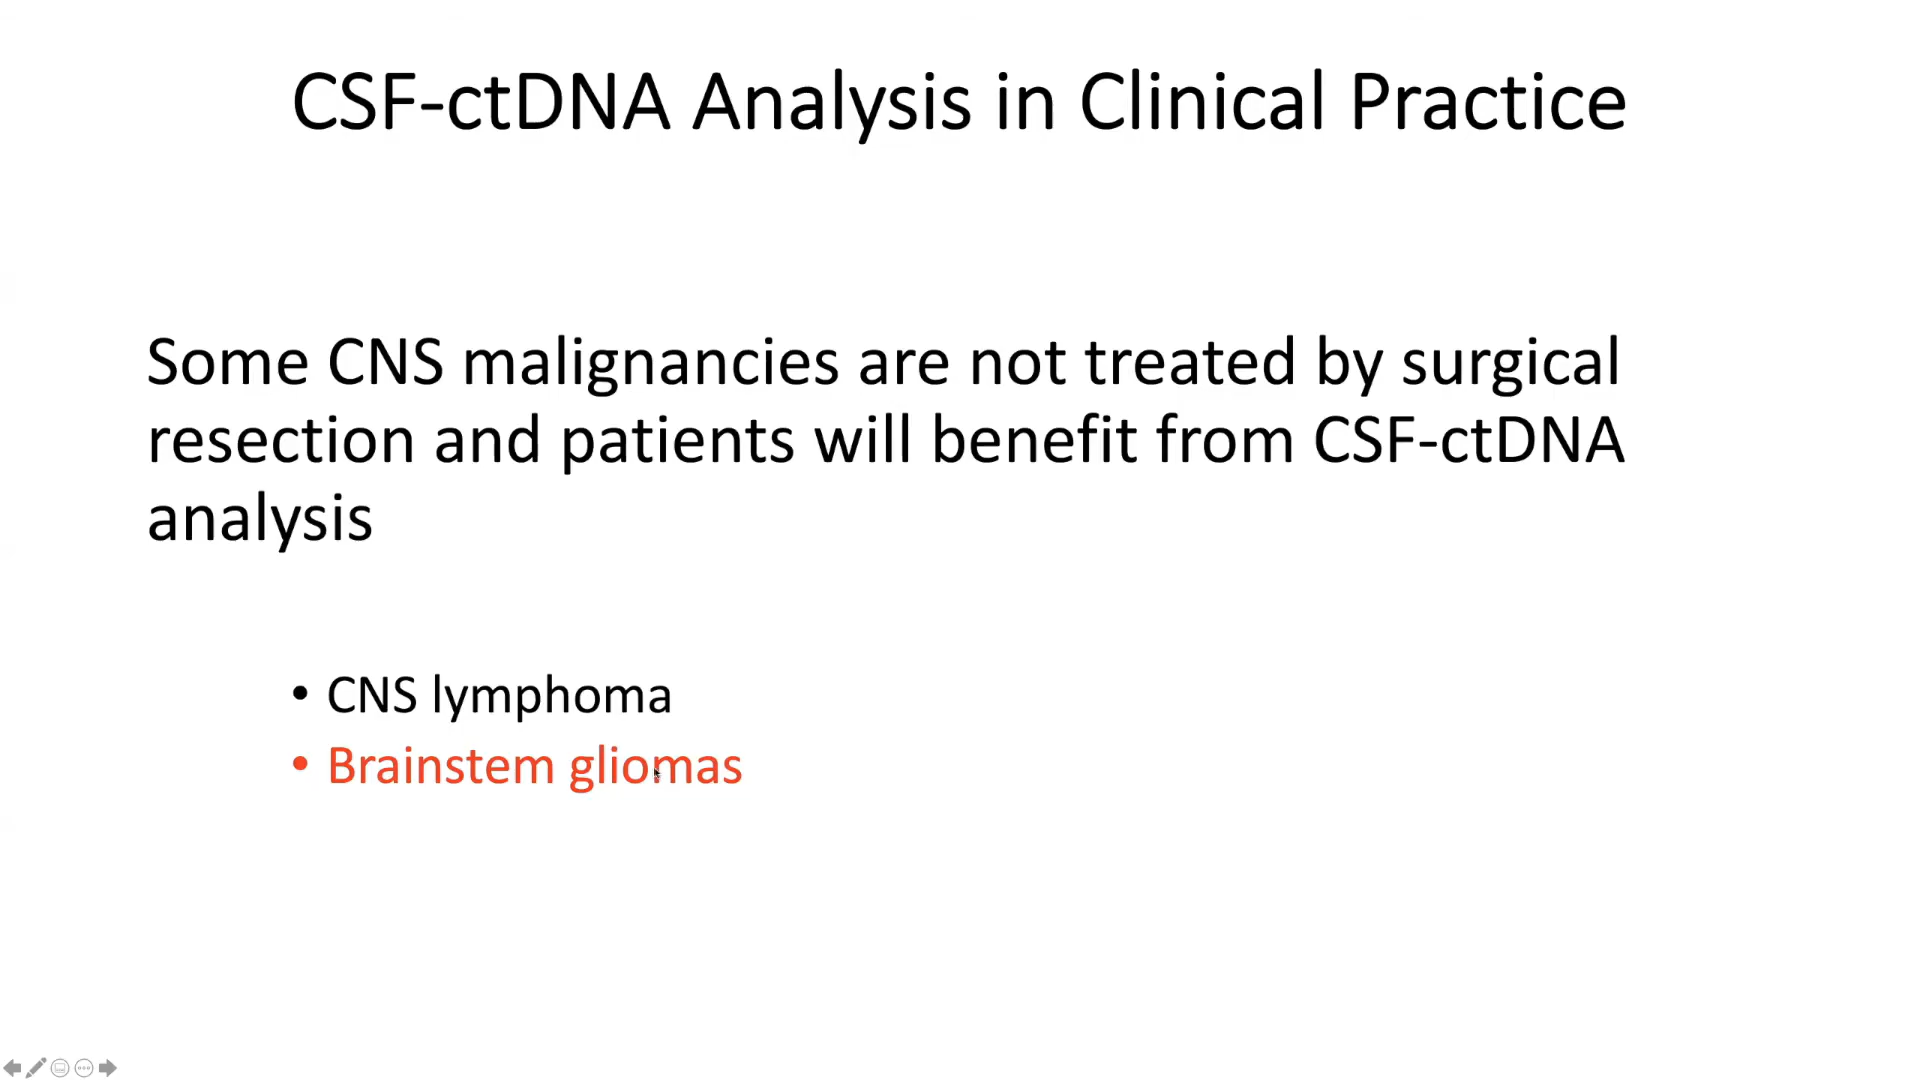 CSF-ctDNA Analysis in Clinical Practice
Some CNS malignancies are not treated by surgical
resection and patients will benefit from CSF-ctDNA
analysis
• CNS lymphoma
• Brainstem gliomas